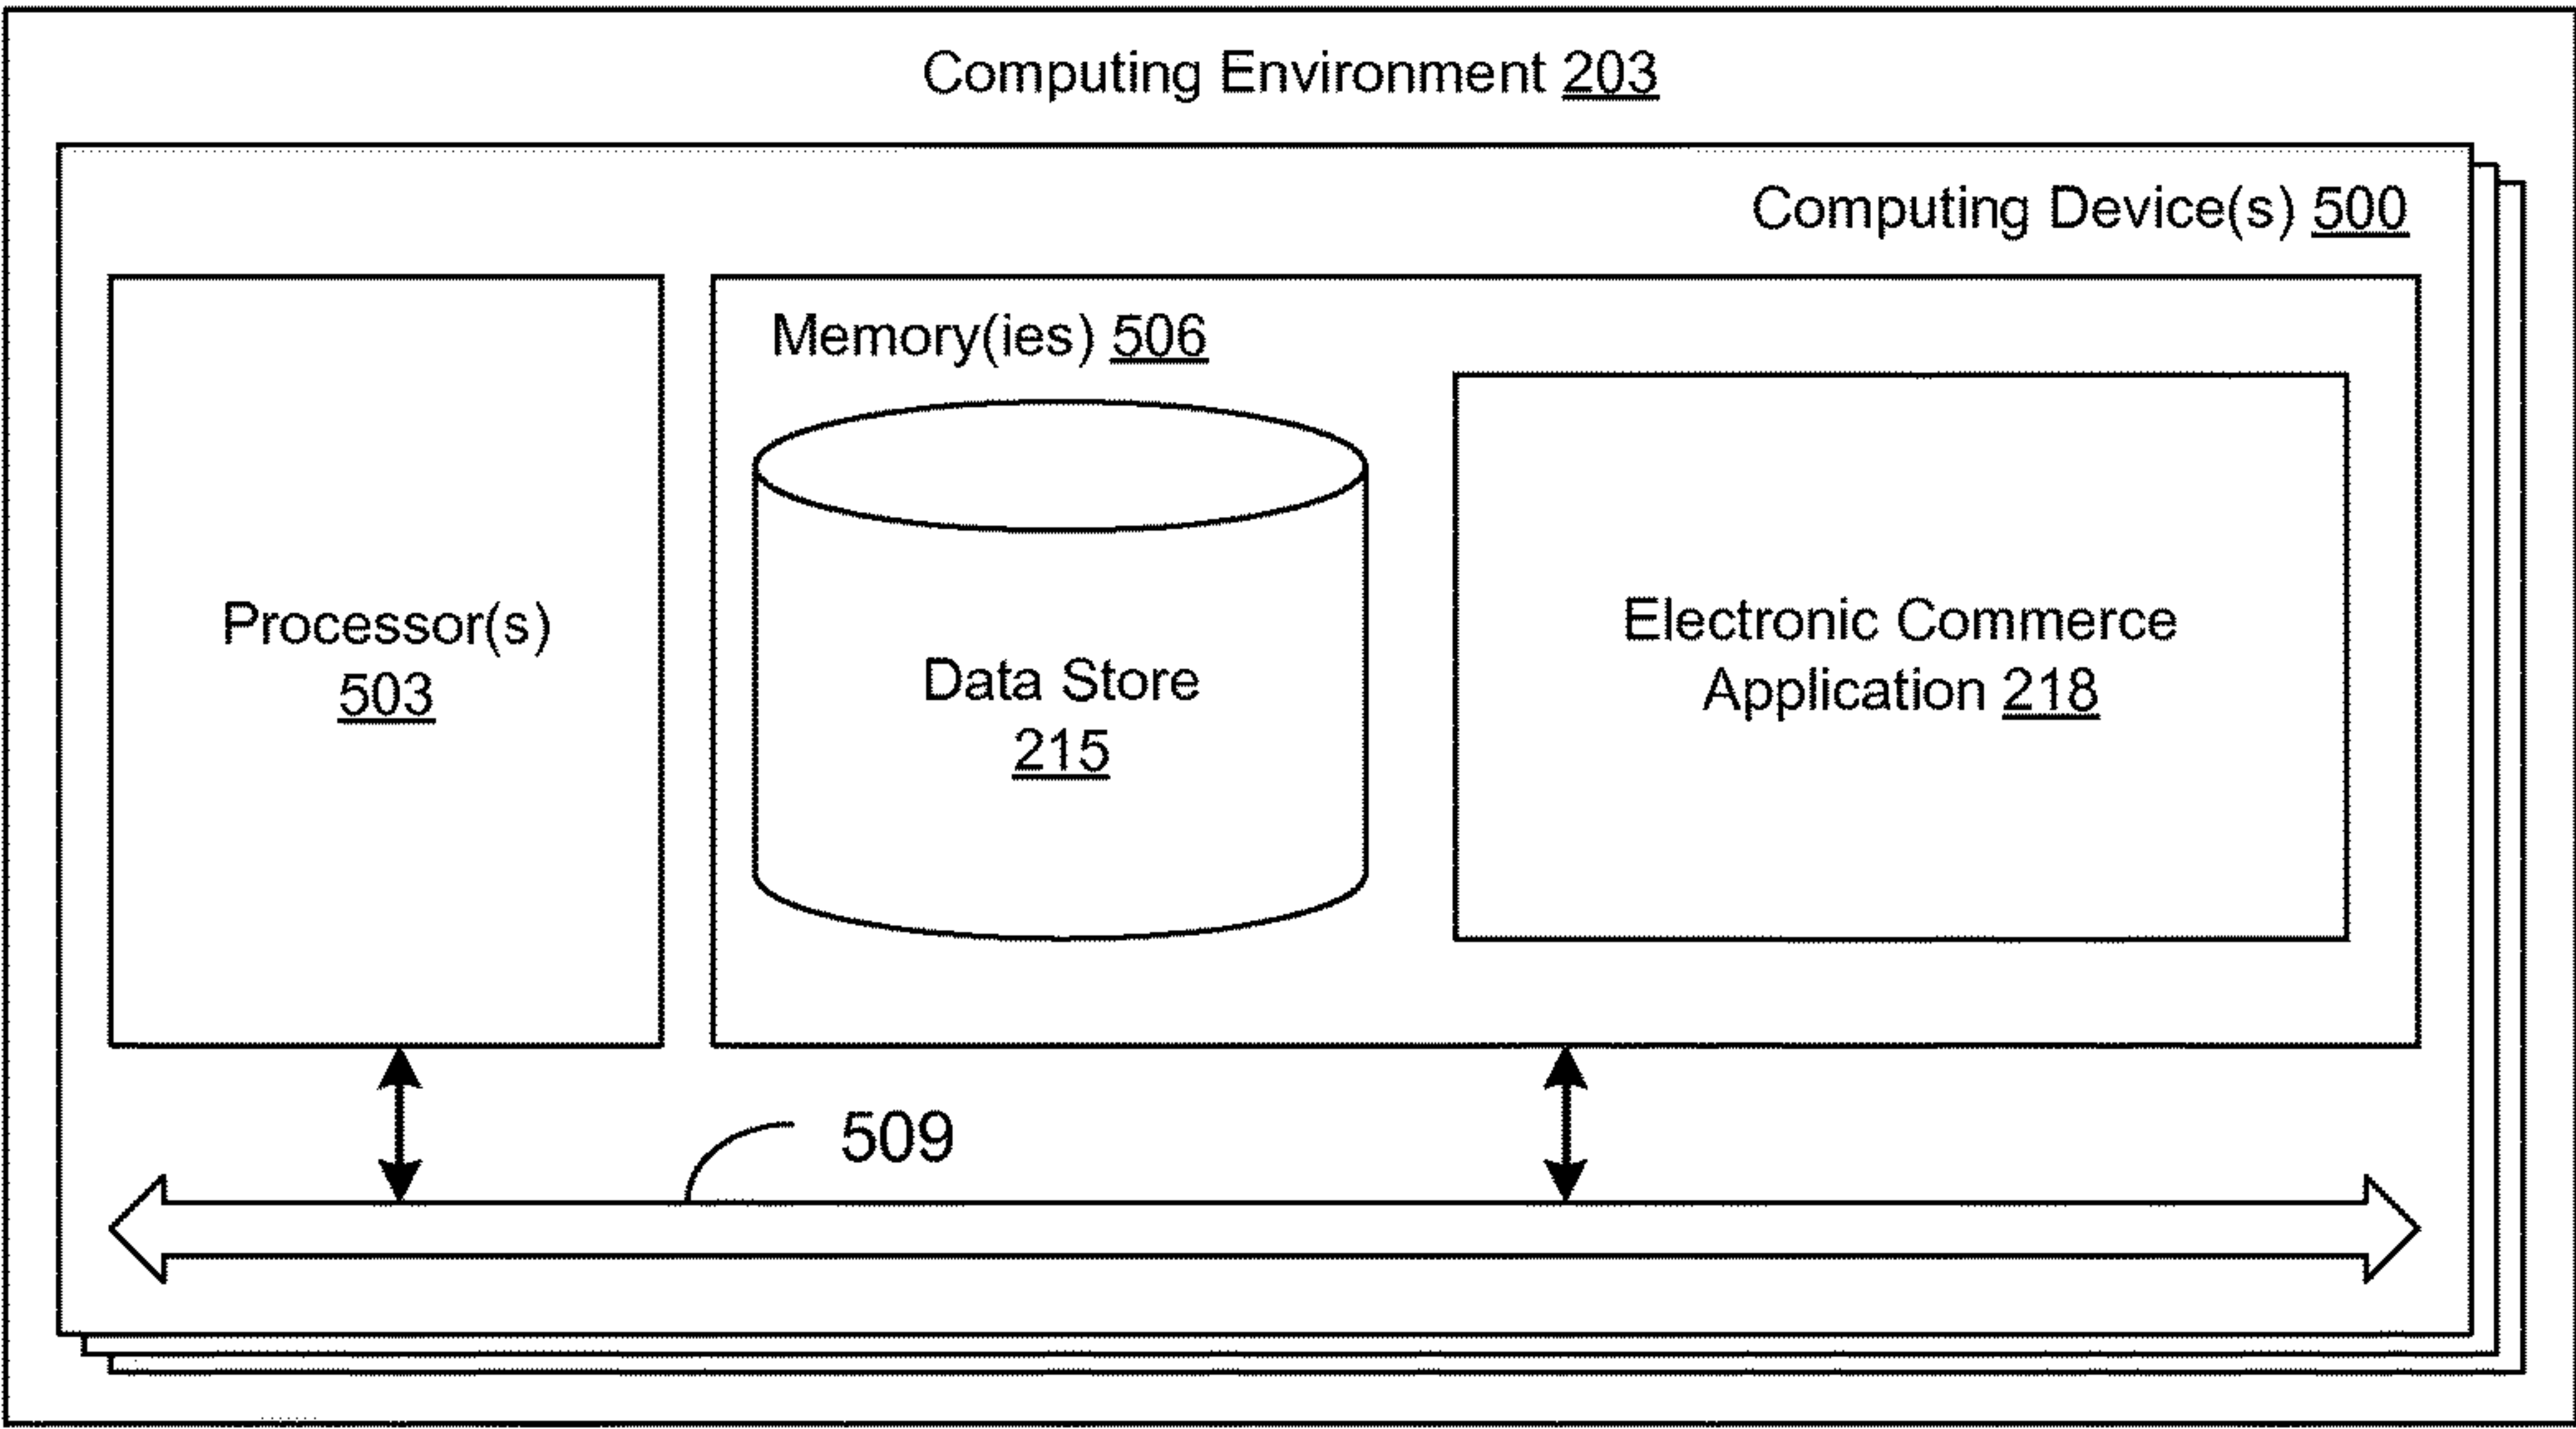 Computing Environment 203
Computing Device(s) 500
Memory(ies) 506
Processor(s)
503
Data Store
215
Electronic Commerce
Application 218
509